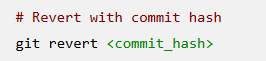 # Revert with commit hash
git revert <commit_hash>